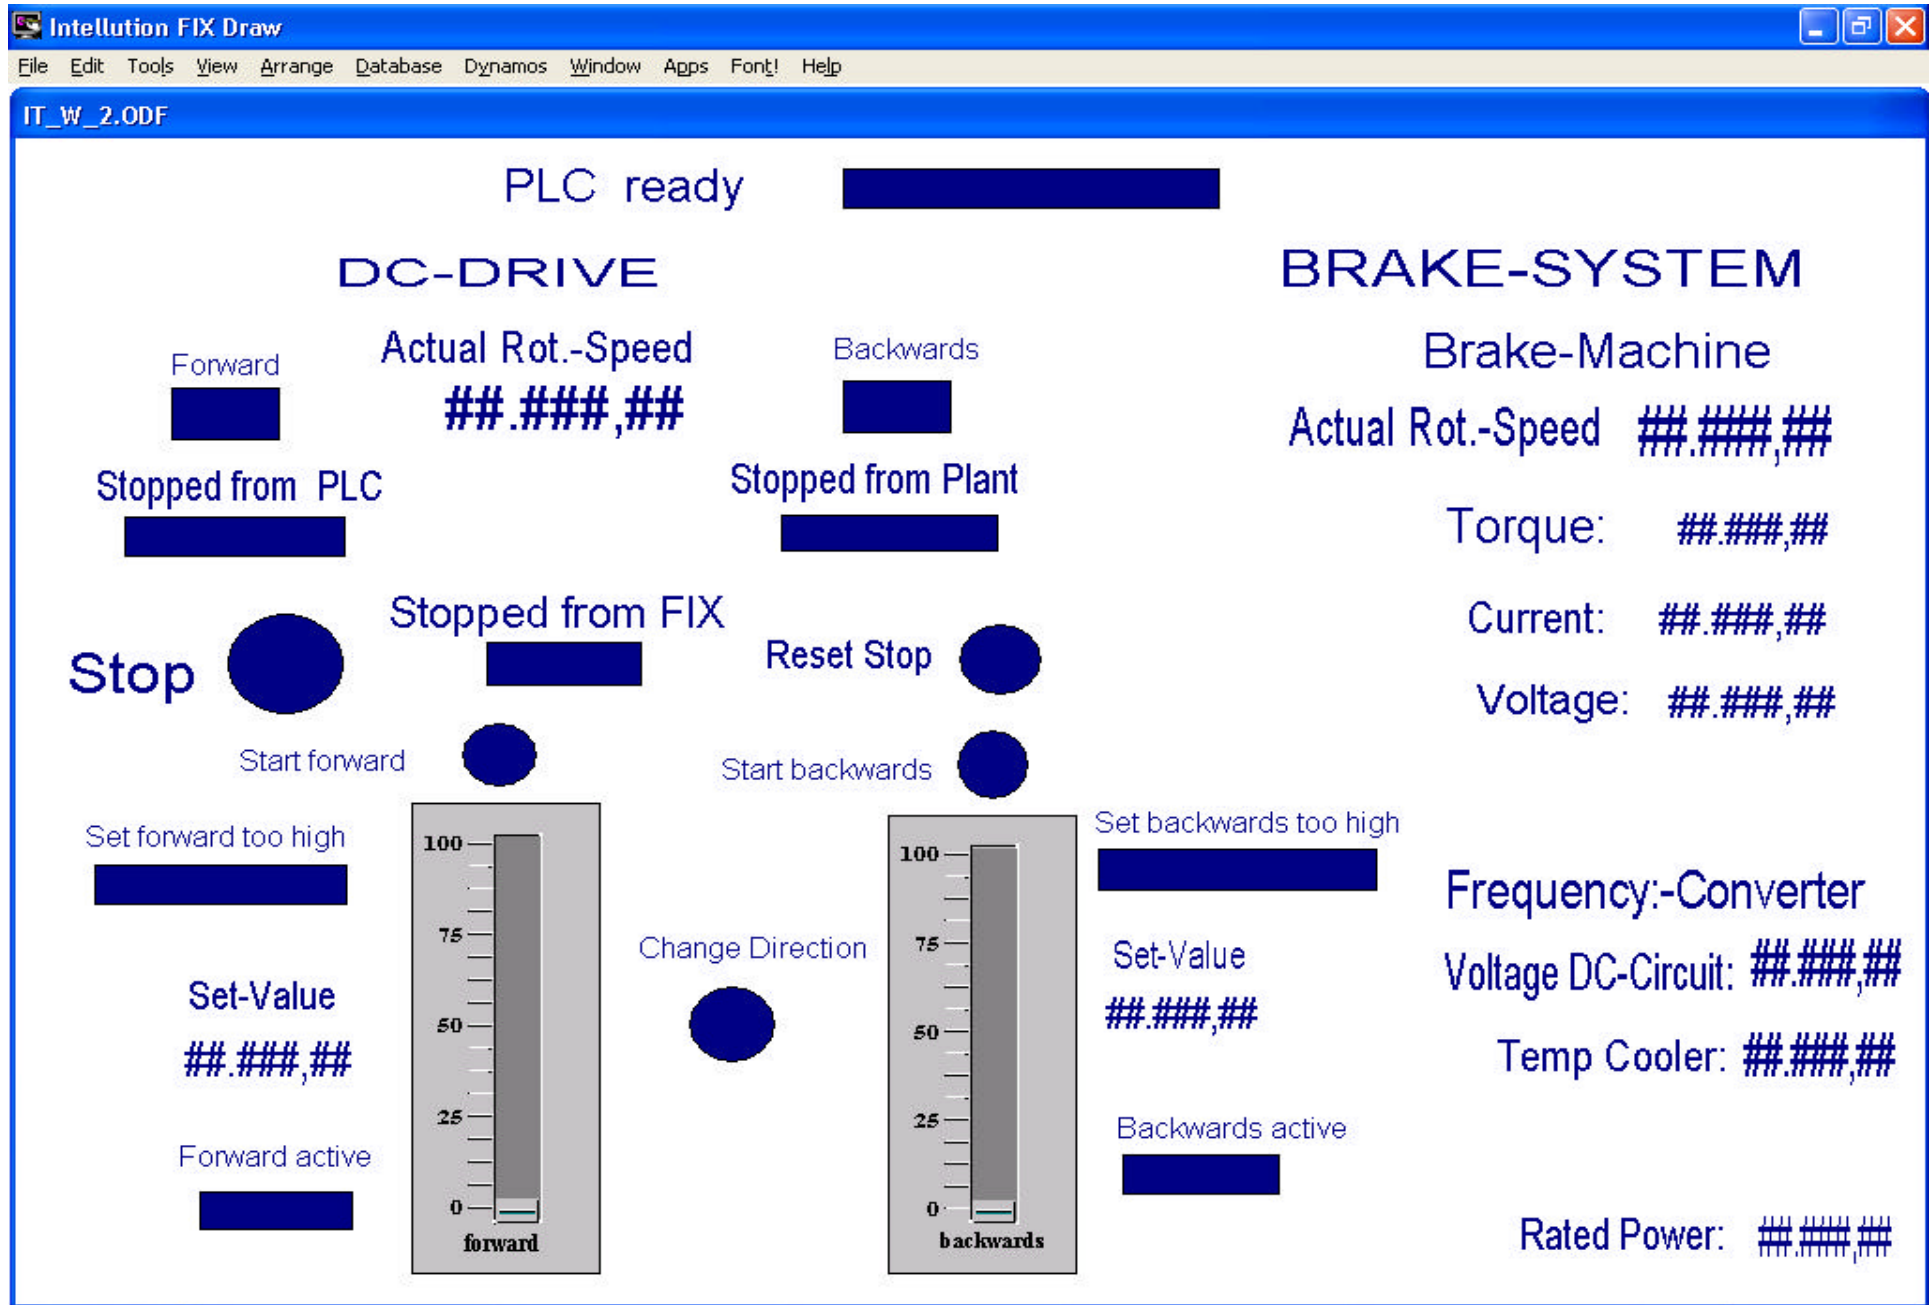 Intellution FIX Draw
File Edit Tools View Arrange Database Dynamos Window Apps Font! Help
IT_W_2.ODF
PLC ready
DC-DRIVE
Forward
Actual Rot.-Speed
##.###,##
Backwards
Stopped from PLC
Stopped from Plant
Stop
Stopped from FIX
Reset Stop
Start forward
Start backwards
Set forward too high
100
75
50
25
0
forward
Set-Value
##.###,##
Forward active
Change Direction
100
75
50
25
0
backwards
Set backwards too high
Set-Value
##.###,##
Backwards active
BRAKE-SYSTEM
Brake-Machine
Actual Rot.-Speed ##.###,##
Torque: ##.###,##
Current: ##.###,##
Voltage: ##.###,##
Frequency:-Converter
Voltage DC-Circuit: ##.###,##
Temp Cooler: ##.###,##
Rated Power: ##.###,##